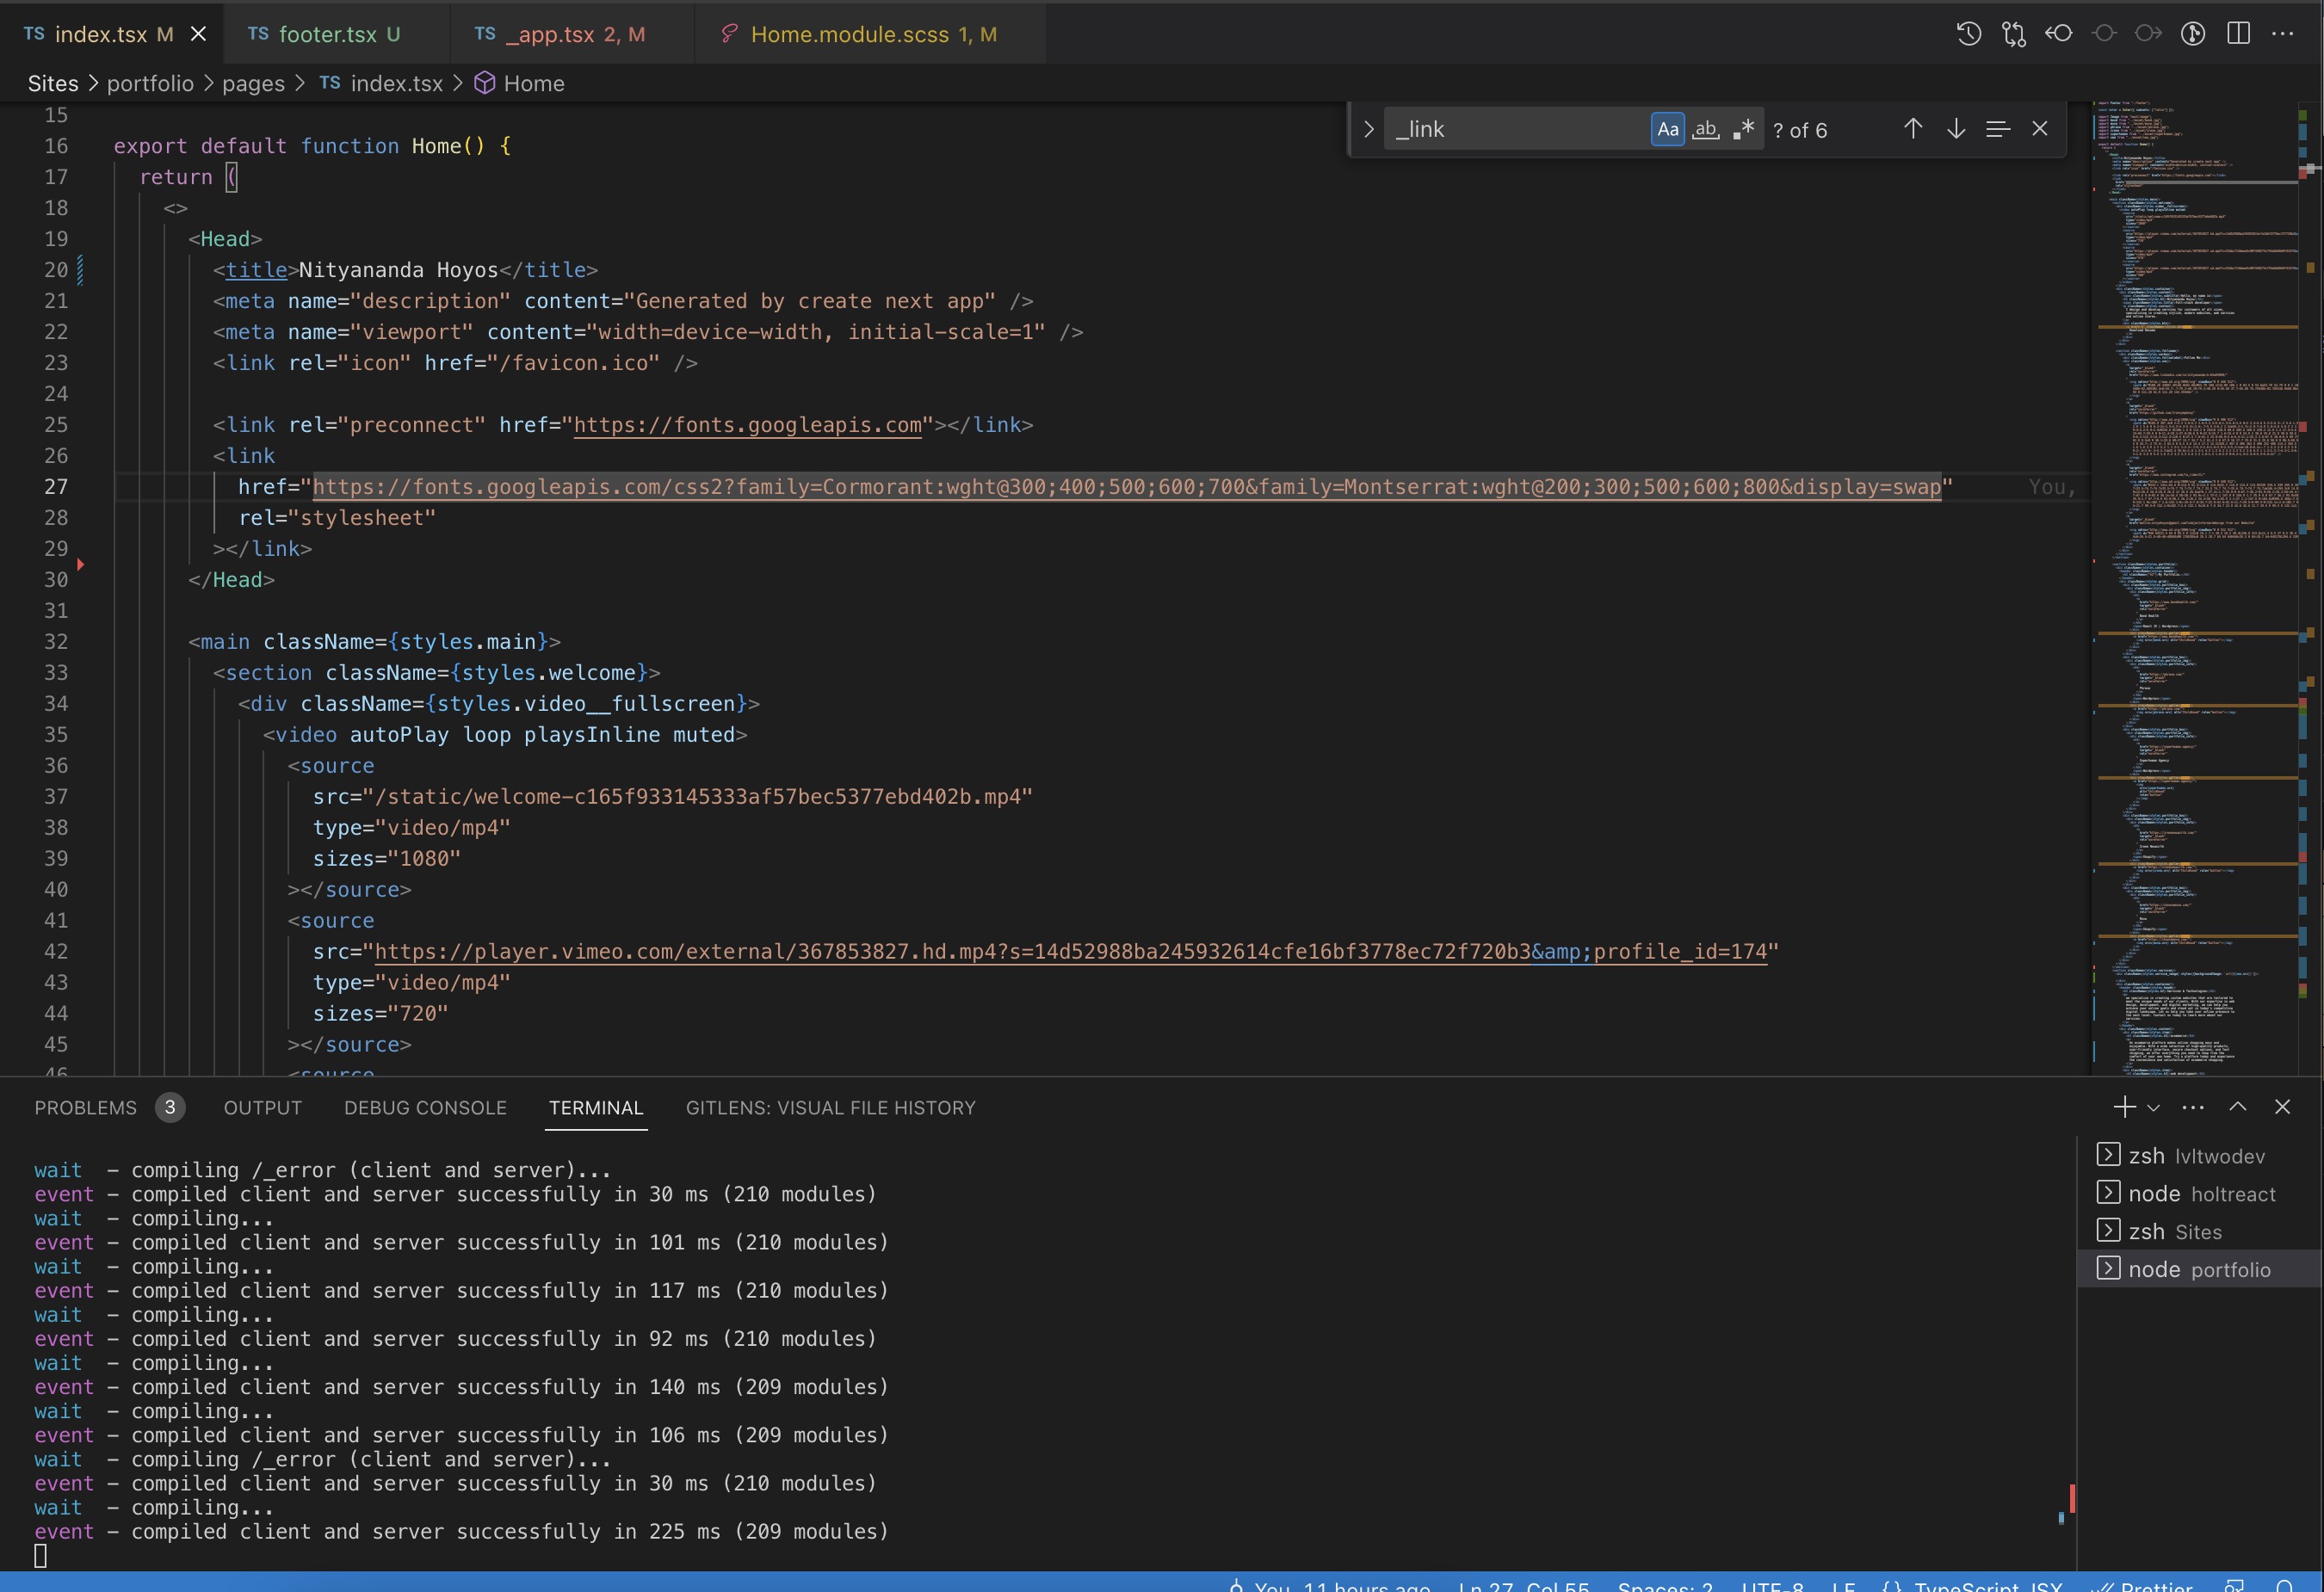 TS index.tsx M
TS footer.tsx U
TS _app.tsx 2, M
Home.module.scss 1, M
Sites > portfolio > pages > TS index.tsx > Home
_link
Aa
ab
? of 6
15
16 export default function Home() {
17 return (
18 <>
19 <Head>
20 <title>Nityananda Hoyos</title>
21 <meta name="description" content="Generated by create next app" />
22 <meta name="viewport" content="width=device-width, initial-scale=1" />
23 <link rel="icon" href="/favicon.ico" />
24
25 <link rel="preconnect" href="https://fonts.googleapis.com"></link>
26 <link
27 href="https://fonts.googleapis.com/css2?family=Cormorant:wght@300;400;500;600;700&family=Montserrat:wght@200;300;500;600;800&display=swap" You,
28 rel="stylesheet"
29 ></link>
30 </Head>
31
32 <main className={styles.main}>
33 <section className={styles.welcome}>
34 <div className={styles.video__fullscreen}>
35 <video autoPlay loop playsInline muted>
36 <source
37 src="/static/welcome-c165f933145333af57bec5377ebd402b.mp4"
38 type="video/mp4"
39 sizes="1080"
40 ></source>
41 <source
42 src="https://player.vimeo.com/external/367853827.hd.mp4?s=14d52988ba245932614cfe16bf3778ec72f720b3&amp;profile_id=174"
43 type="video/mp4"
44 sizes="720"
45 ></source>
46 <source
PROBLEMS 3 OUTPUT DEBUG CONSOLE TERMINAL GITLENS: VISUAL FILE HISTORY
wait - compiling /_error (client and server)...
event - compiled client and server successfully in 30 ms (210 modules)
wait - compiling...
event - compiled client and server successfully in 101 ms (210 modules)
wait - compiling...
event - compiled client and server successfully in 117 ms (210 modules)
wait - compiling...
event - compiled client and server successfully in 92 ms (210 modules)
wait - compiling...
event - compiled client and server successfully in 140 ms (209 modules)
wait - compiling...
event - compiled client and server successfully in 106 ms (209 modules)
wait - compiling /_error (client and server)...
event - compiled client and server successfully in 30 ms (210 modules)
wait - compiling...
event - compiled client and server successfully in 225 ms (209 modules)
zsh lvltwodev
node holtreact
zsh Sites
node portfolio
You, 11 hours ago Ln 27, Col 55 Spaces: 2 UTF-8 LF {} TypeScript JSX Prettier